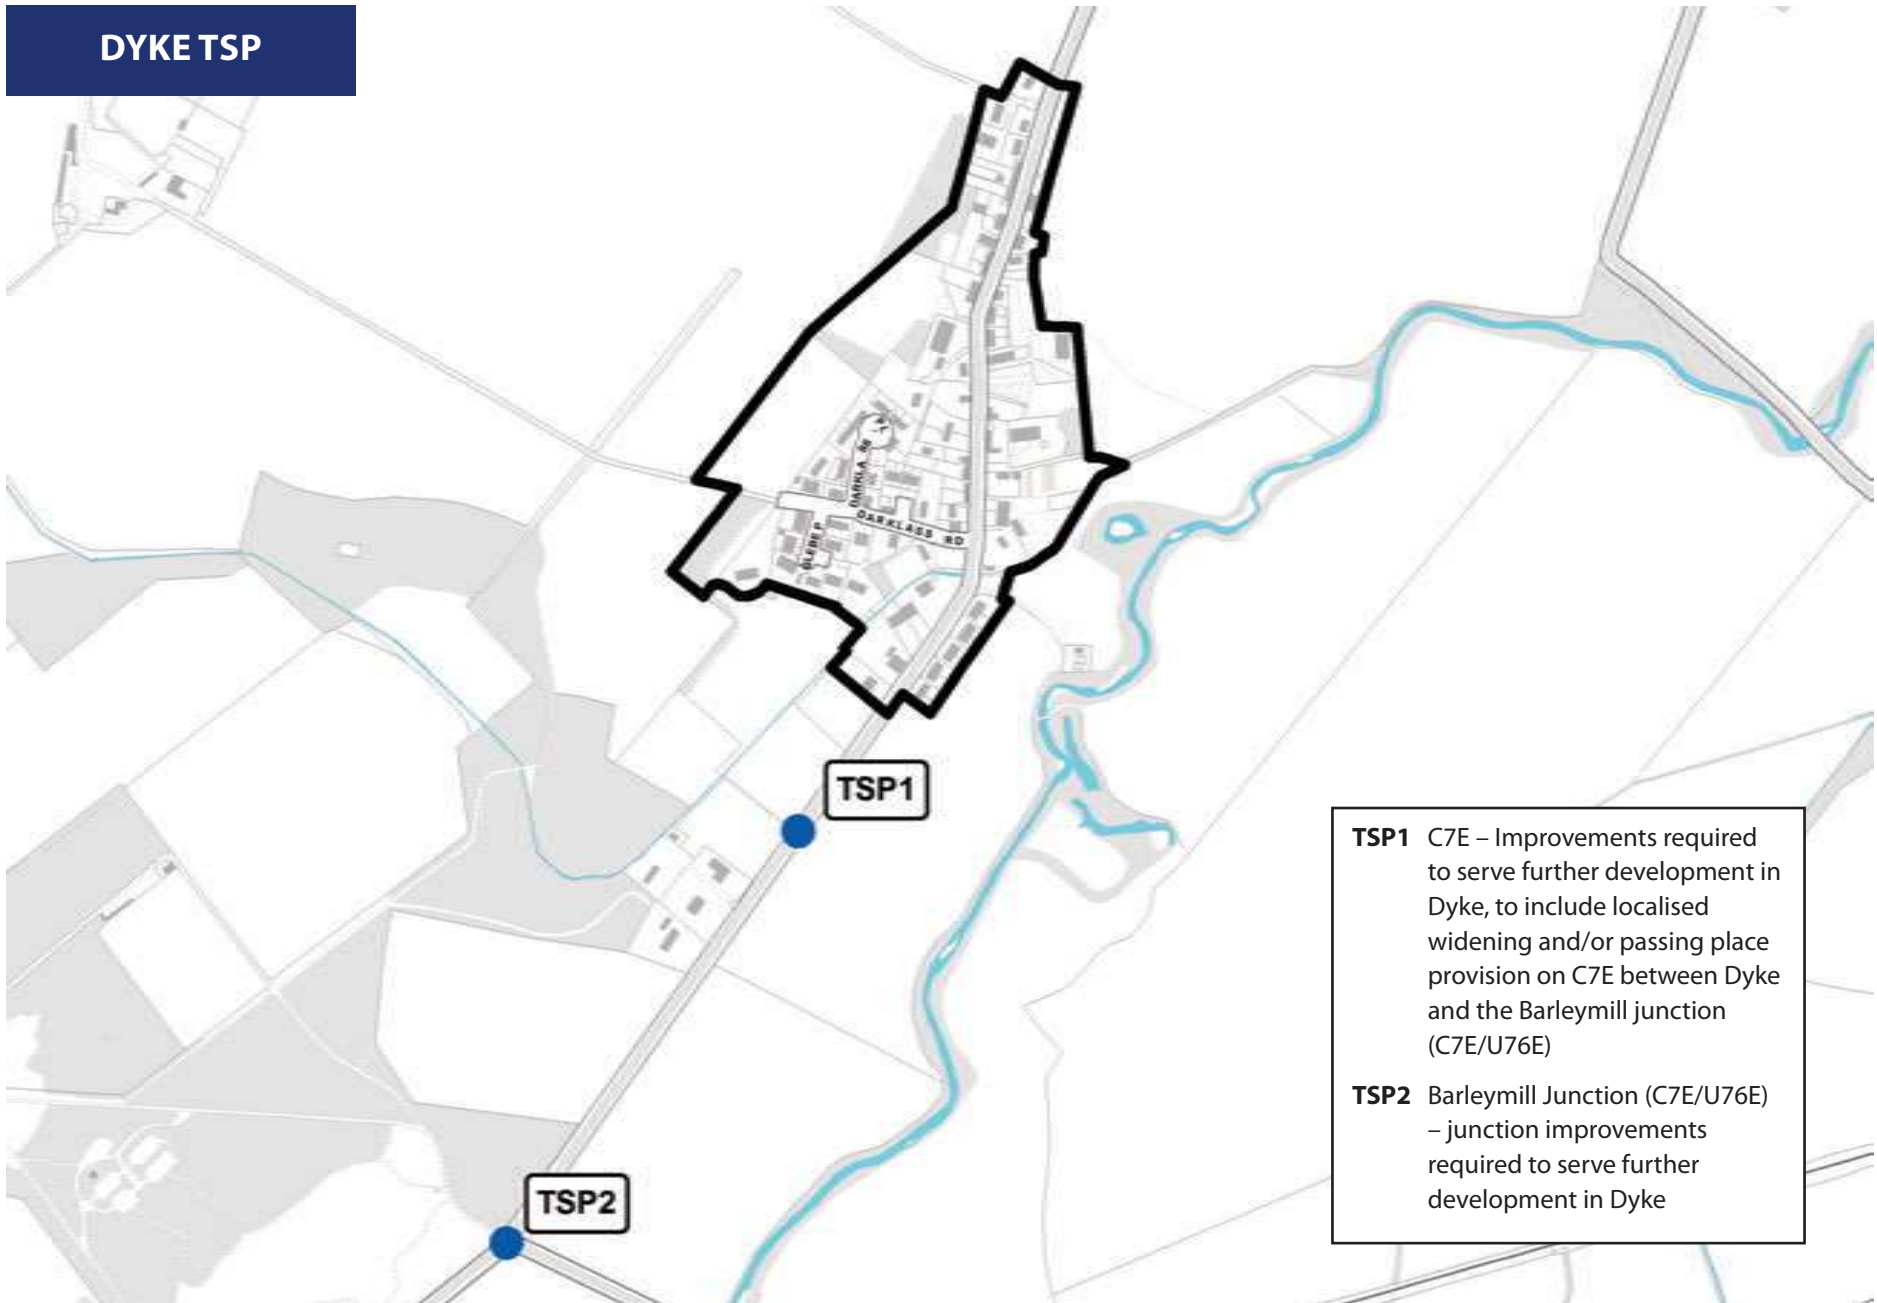 DYKE TSP
DARKLA
DARKLASS RD
GLEBE P
TSP1
TSP2
TSP1 C7E – Improvements required
to serve further development in
Dyke, to include localised
widening and/or passing place
provision on C7E between Dyke
and the Barleymill junction
(C7E/U76E)
TSP2 Barleymill Junction (C7E/U76E)
– junction improvements
required to serve further
development in Dyke